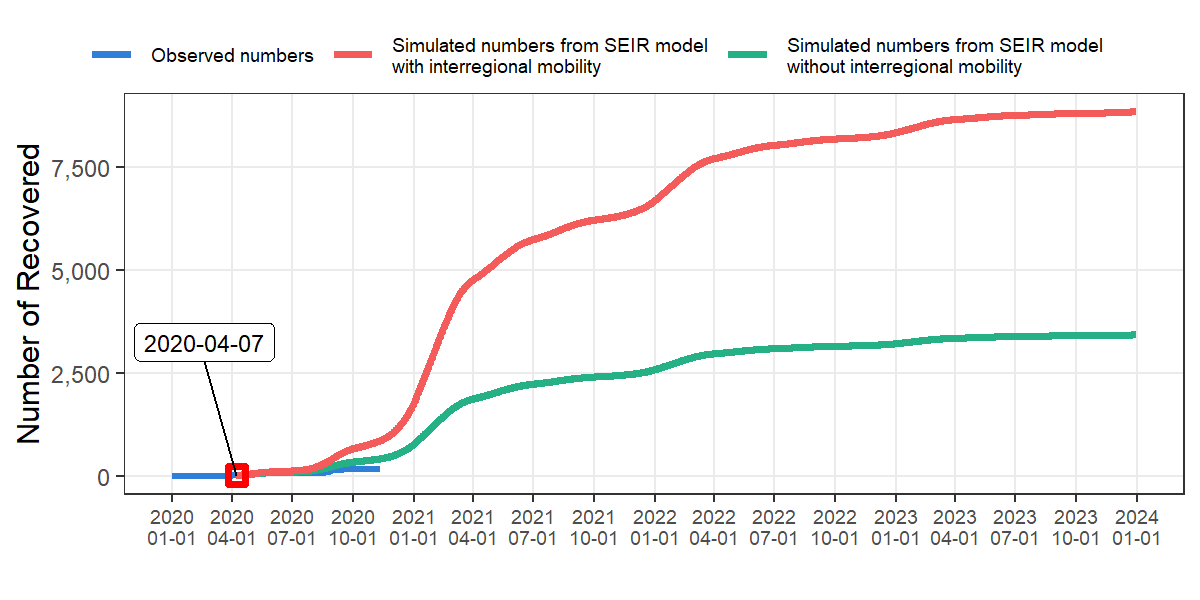 Observed numbers
Simulated numbers from SEIR model
with interregional mobility
Simulated numbers from SEIR model
without interregional mobility
Number of Recovered
7,500
5,000
2,500
0
2020-04-07
2020 2020 2020 2020 2021 2021 2021 2021 2022 2022 2022 2022 2023 2023 2023 2023 2024
01-01 04-01 07-01 10-01 01-01 04-01 07-01 10-01 01-01 04-01 07-01 10-01 01-01 04-01 07-01 10-01 01-01